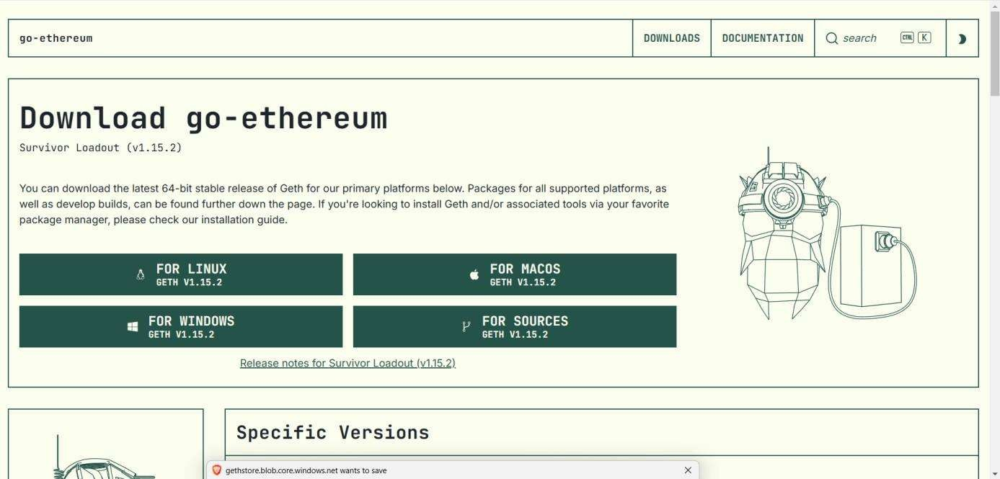 go-ethereum
DOWNLOADS
DOCUMENTATION
search
CTRL K
Download go-ethereum
Survivor Loadout (v1.15.2)
You can download the latest 64-bit stable release of Geth for our primary platforms below. Packages for all supported platforms, as
well as develop builds, can be found further down the page. If you're looking to install Geth and/or associated tools via your favorite
package manager, please check our installation guide.
FOR LINUX
GETH V1.15.2
FOR MACOS
GETH V1.15.2
FOR WINDOWS
GETH V1.15.2
FOR SOURCES
GETH V1.15.2
Release notes for Survivor Loadout (v1.15.2)
Specific Versions
gethstore.blob.core.windows.net wants to save